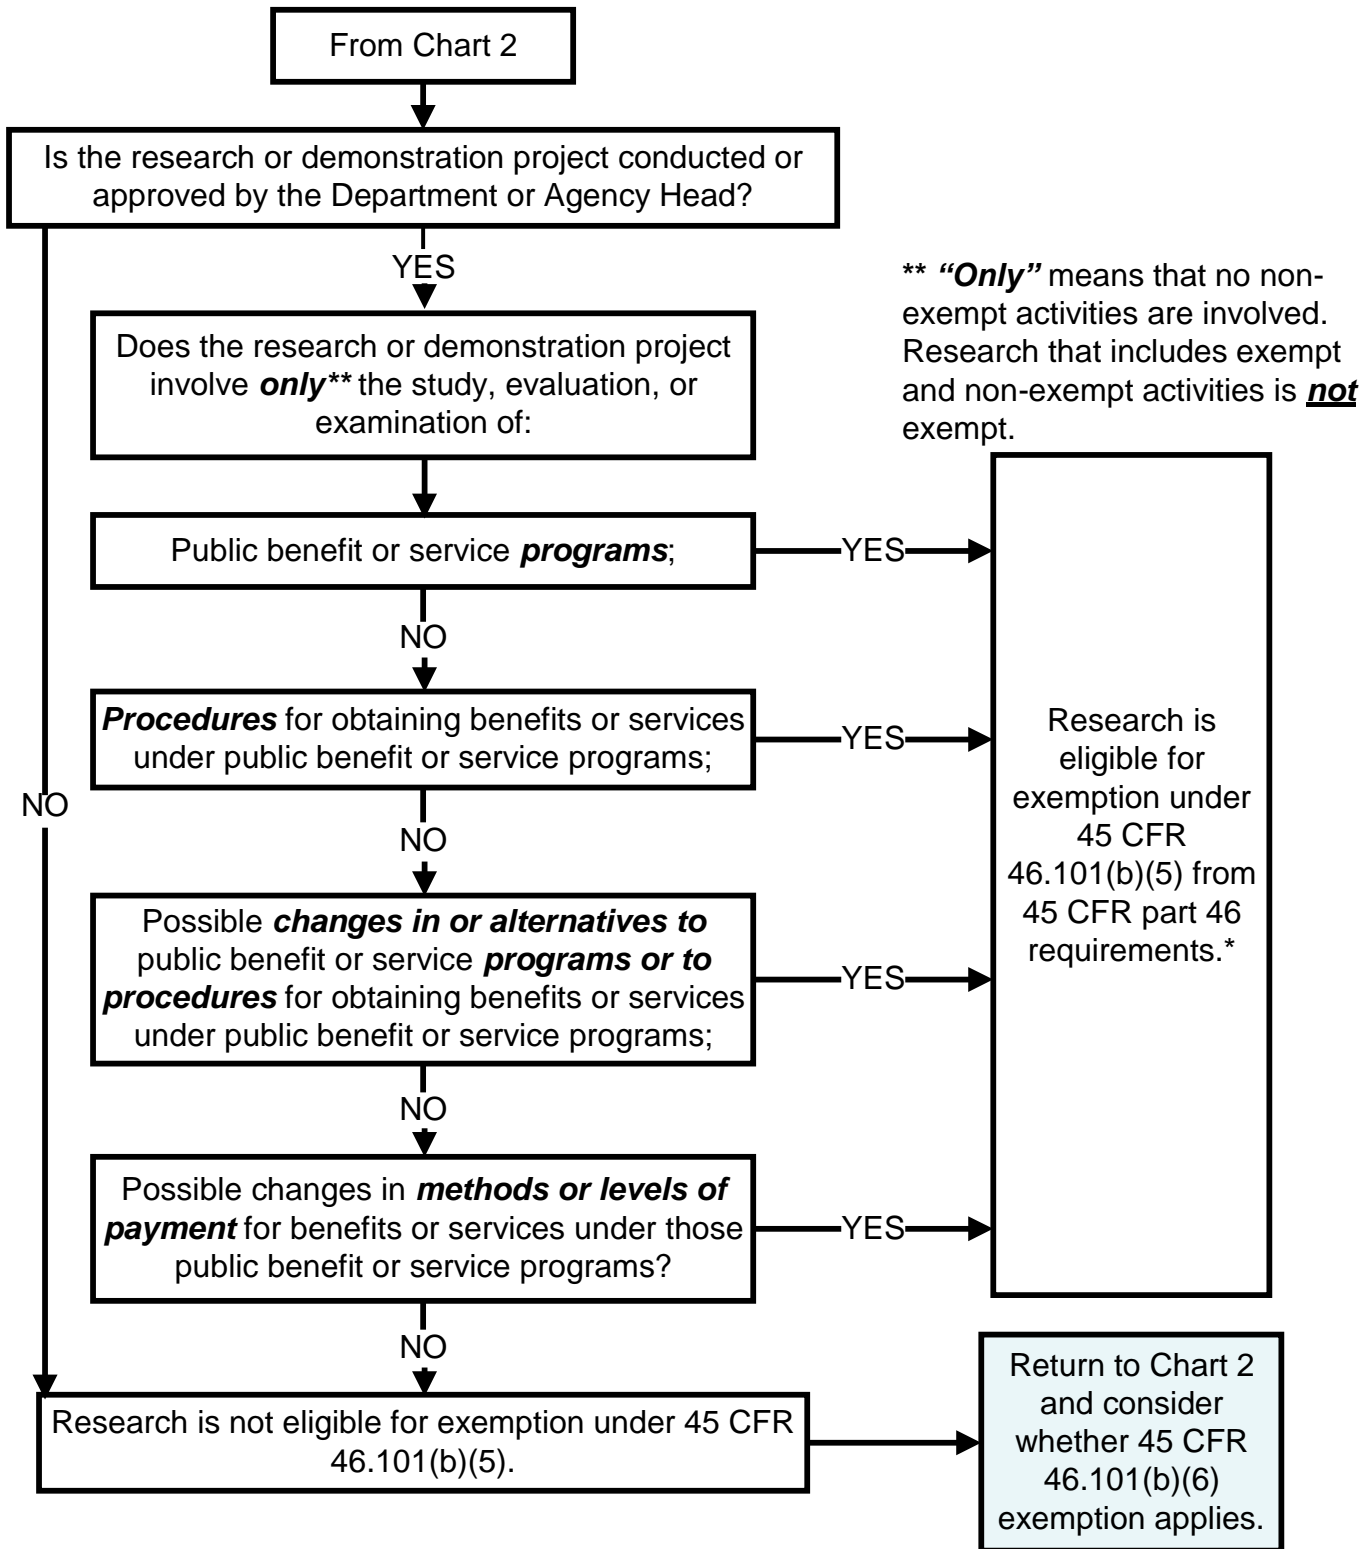 From Chart 2
Is the research or demonstration project conducted or
approved by the Department or Agency Head?
YES
** “Only” means that no non-
exempt activities are involved.
Research that includes exempt
and non-exempt activities is not
exempt.
Does the research or demonstration project
involve only** the study, evaluation, or
examination of:
Public benefit or service programs;
YES
NO
Procedures for obtaining benefits or services
under public benefit or service programs;
YES
Research is
eligible for
exemption under
45 CFR
46.101(b)(5) from
45 CFR part 46
requirements.*
NO
NO
Possible changes in or alternatives to
public benefit or service programs or to
procedures for obtaining benefits or services
under public benefit or service programs;
YES
NO
Possible changes in methods or levels of
payment for benefits or services under those
public benefit or service programs?
YES
NO
Research is not eligible for exemption under 45 CFR
46.101(b)(5).
Return to Chart 2
and consider
whether 45 CFR
46.101(b)(6)
exemption applies.